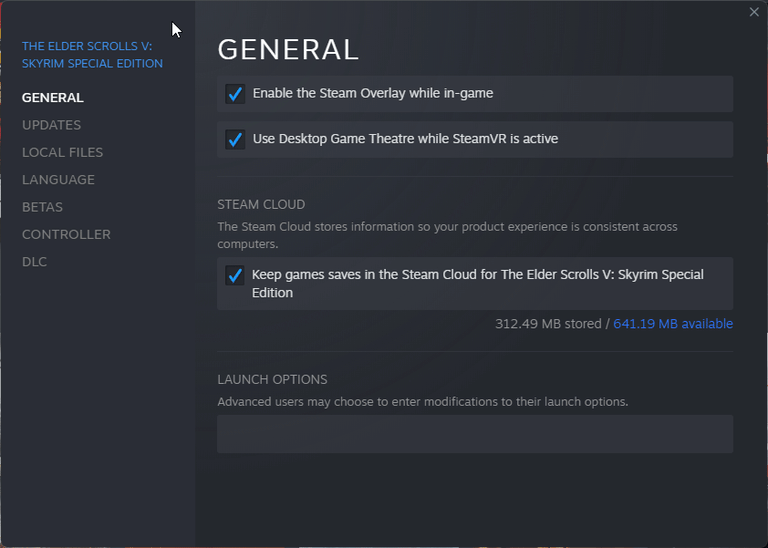 THE ELDER SCROLLS V:
SKYRIM SPECIAL EDITION
GENERAL
UPDATES
LOCAL FILES
LANGUAGE
BETAS
CONTROLLER
DLC
GENERAL
Enable the Steam Overlay while in-game
Use Desktop Game Theatre while SteamVR is active
STEAM CLOUD
The Steam Cloud stores information so your product experience is consistent across
computers.
Keep games saves in the Steam Cloud for The Elder Scrolls V: Skyrim Special
Edition
312.49 MB stored / 641.19 MB available
LAUNCH OPTIONS
Advanced users may choose to enter modifications to their launch options.